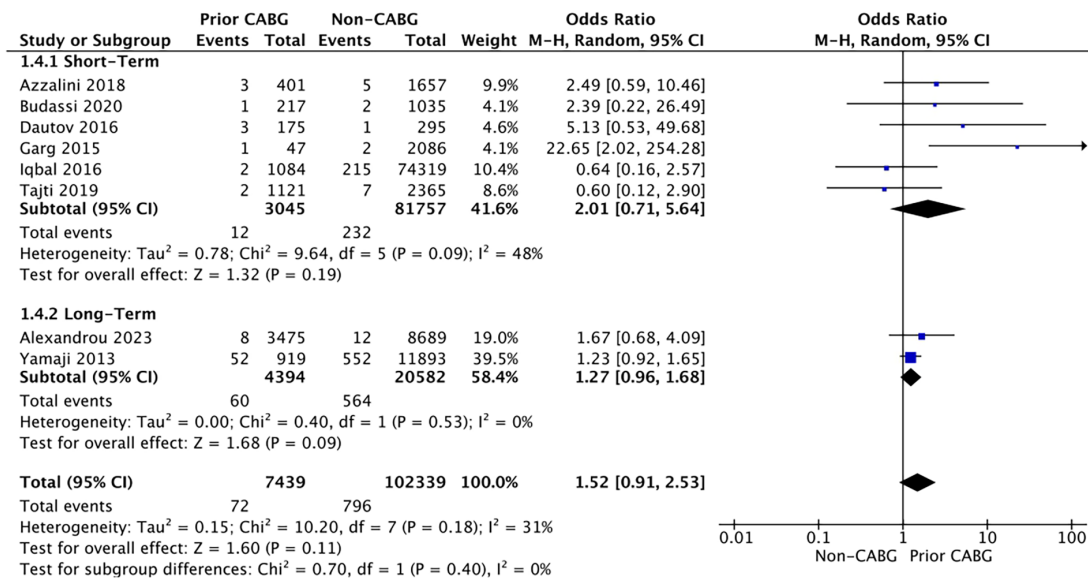 Prior CABG Non-CABG Odds Ratio Odds Ratio
Study or Subgroup Events Total Events Total Weight M-H, Random, 95% CI M-H, Random, 95% CI
1.4.1 Short-Term
Azzalini 2018 3 401 5 1657 9.9% 2.49 [0.59, 10.46]
Budassi 2020 1 217 2 1035 4.1% 2.39 [0.22, 26.49]
Dautov 2016 3 175 1 295 4.6% 5.13 [0.53, 49.68]
Garg 2015 1 47 2 2086 4.1% 22.65 [2.02, 254.28]
Iqbal 2016 2 1084 215 74319 10.4% 0.64 [0.16, 2.57]
Tajti 2019 2 1121 7 2365 8.6% 0.60 [0.12, 2.90]
Subtotal (95% CI) 3045 81757 41.6% 2.01 [0.71, 5.64]
Total events 12 232
Heterogeneity: Tau² = 0.78; Chi² = 9.64, df = 5 (P = 0.09); I² = 48%
Test for overall effect: Z = 1.32 (P = 0.19)
1.4.2 Long-Term
Alexandrou 2023 8 3475 12 8689 19.0% 1.67 [0.68, 4.09]
Yamaji 2013 52 919 552 11893 39.5% 1.23 [0.92, 1.65]
Subtotal (95% CI) 4394 20582 58.4% 1.27 [0.96, 1.68]
Total events 60 564
Heterogeneity: Tau² = 0.00; Chi² = 0.40, df = 1 (P = 0.53); I² = 0%
Test for overall effect: Z = 1.68 (P = 0.09)
Total (95% CI) 7439 102339 100.0% 1.52 [0.91, 2.53]
Total events 72 796
Heterogeneity: Tau² = 0.15; Chi² = 10.20, df = 7 (P = 0.18); I² = 31%
Test for overall effect: Z = 1.60 (P = 0.11)
Test for subgroup differences: Chi² = 0.70, df = 1 (P = 0.40), I² = 0%
0.01 0.1 1 10 100
Non-CABG Prior CABG